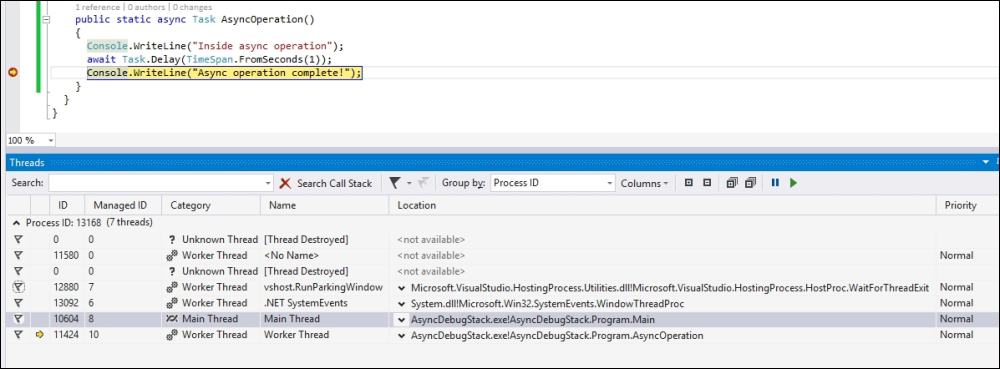 1 reference | 0 authors | 0 changes
public static async Task AsyncOperation()
{
Console.WriteLine("Inside async operation");
await Task.Delay(TimeSpan.FromSeconds(1));
Console.WriteLine("Async operation complete!");
}
}
}
100 %
Threads
Search: Search Call Stack Group by: Process ID Columns
ID Managed ID Category Name Location Priority
Process ID: 13168 (7 threads)
0 0 ? Unknown Thread [Thread Destroyed] <not available>
11580 0 Worker Thread <No Name> <not available> Normal
0 0 ? Unknown Thread [Thread Destroyed] <not available>
12880 7 Worker Thread vshost.RunParkingWindow Microsoft.VisualStudio.HostingProcess.Utilities.dll!Microsoft.VisualStudio.HostingProcess.HostProc.WaitForThreadExit Normal
13092 6 Worker Thread .NET SystemEvents System.dll!Microsoft.Win32.SystemEvents.WindowThreadProc Normal
10604 8 Main Thread Main Thread AsyncDebugStack.exe!AsyncDebugStack.Program.Main Normal
11424 10 Worker Thread Worker Thread AsyncDebugStack.exe!AsyncDebugStack.Program.AsyncOperation Normal